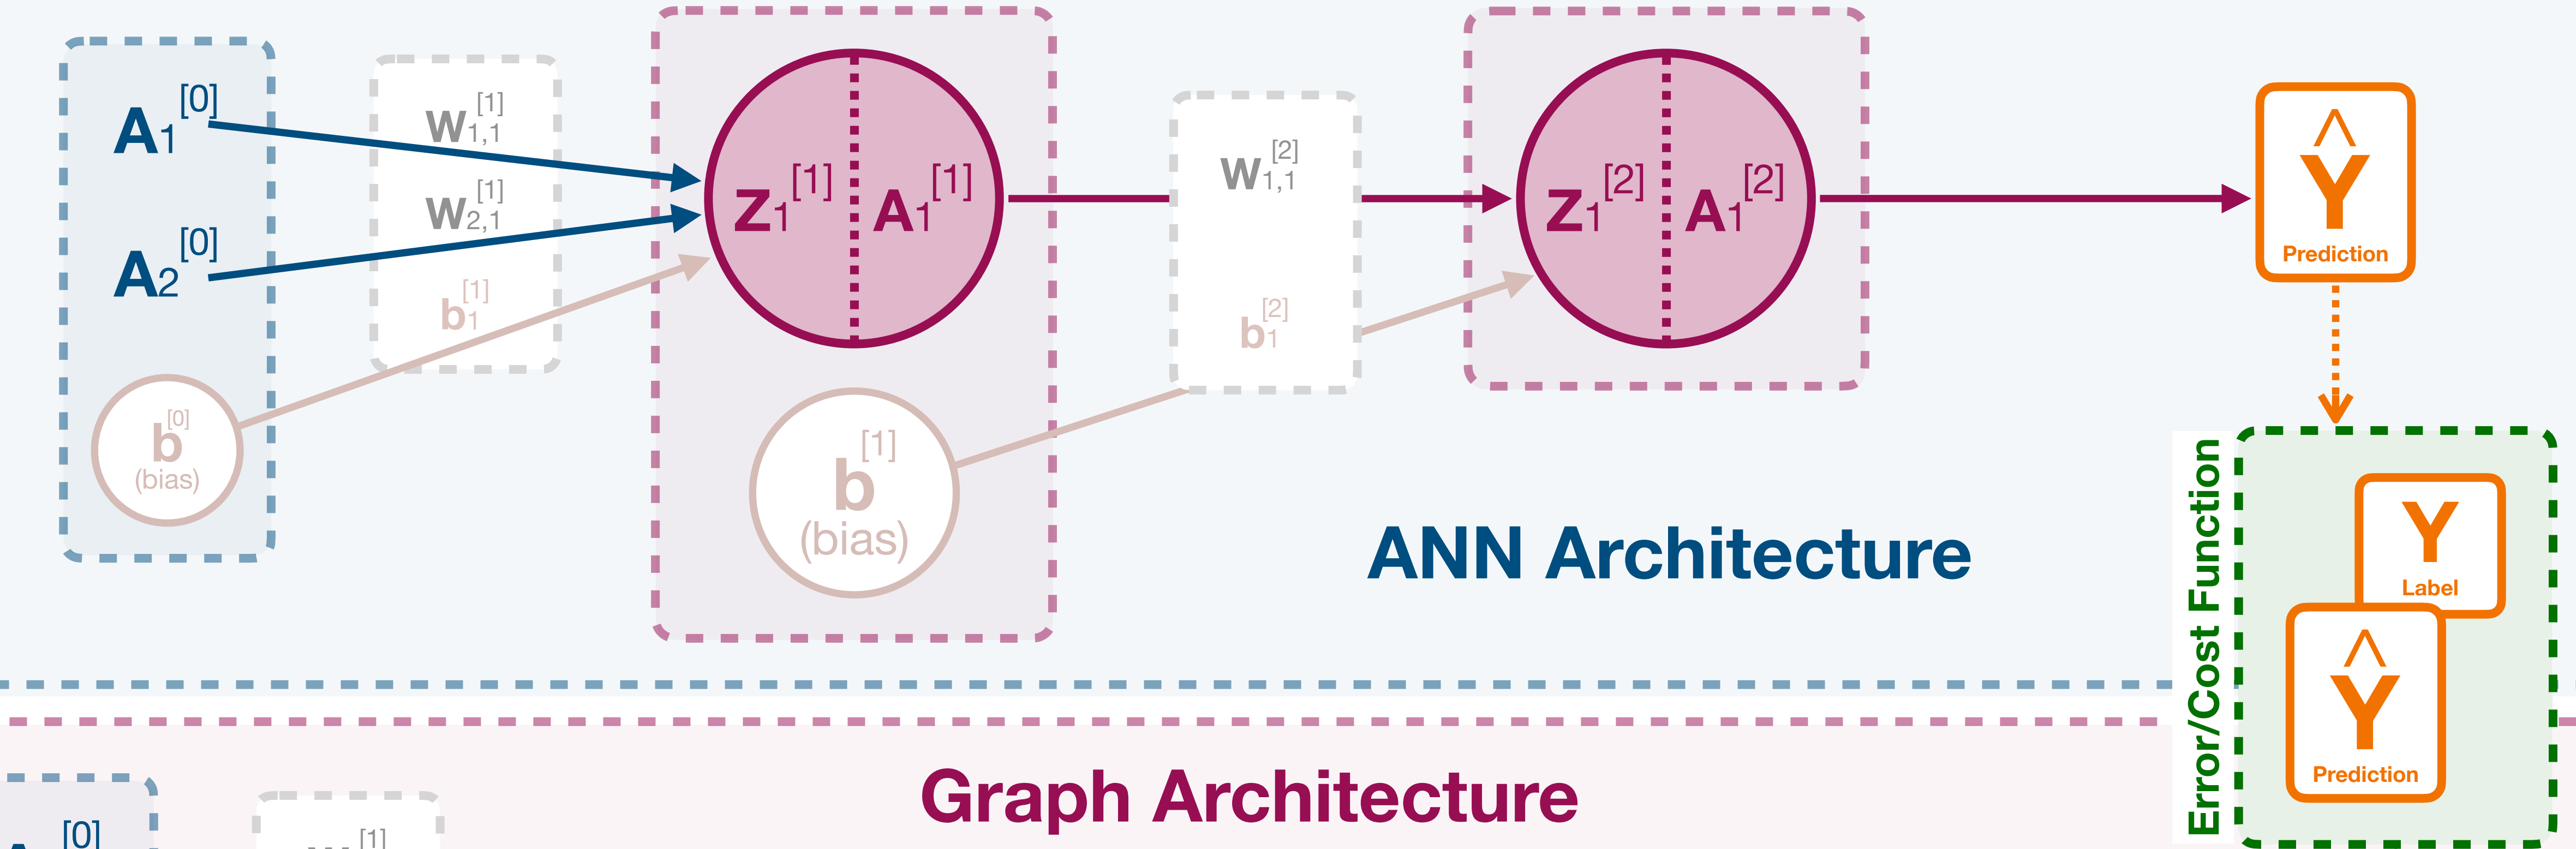 A1[0]
A2[0]
b[0]
(bias)
W1,1[1]
W2,1[1]
b1[1]
Z1[1] A1[1]
b[1]
(bias)
W1,1[2]
b1[2]
Z1[2] A1[2]
Ŷ
Prediction
ANN Architecture
Error/Cost Function
Y
Label
Ŷ
Prediction
Graph Architecture
[0]
[1]